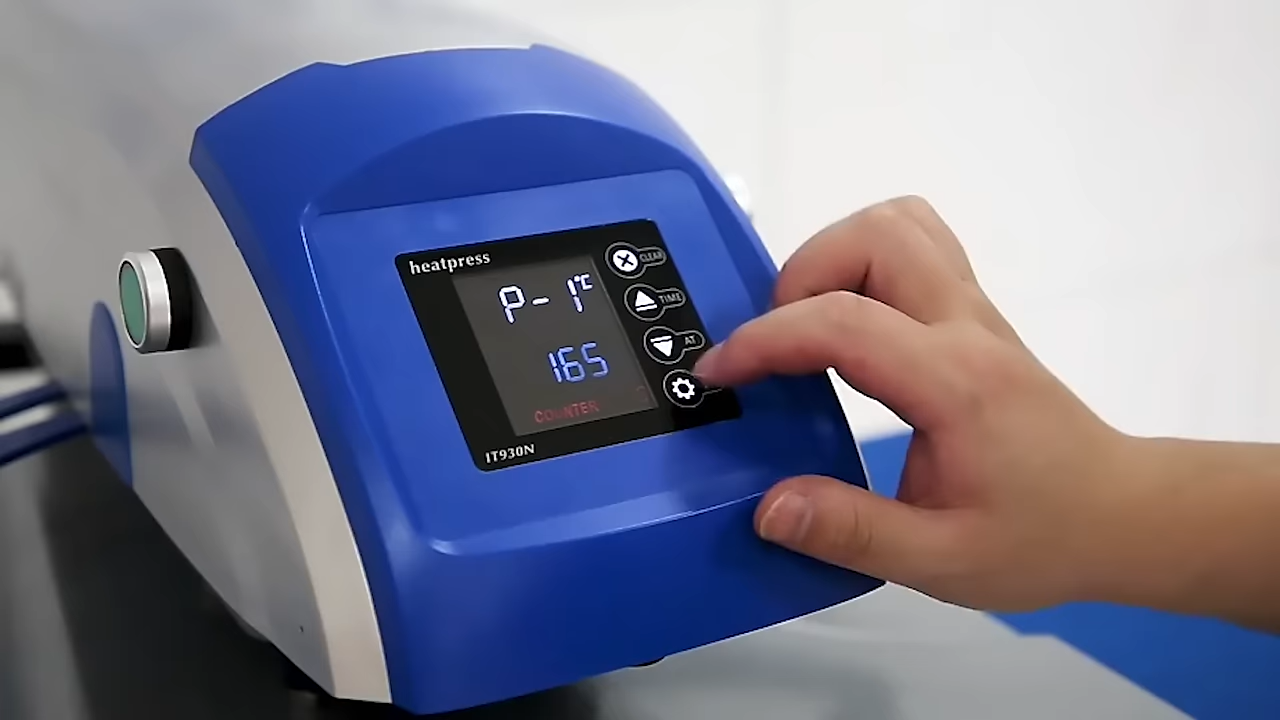 heatpress
CLEAR
P-1℃
TIME
165
AT
COUNTER
IT930N